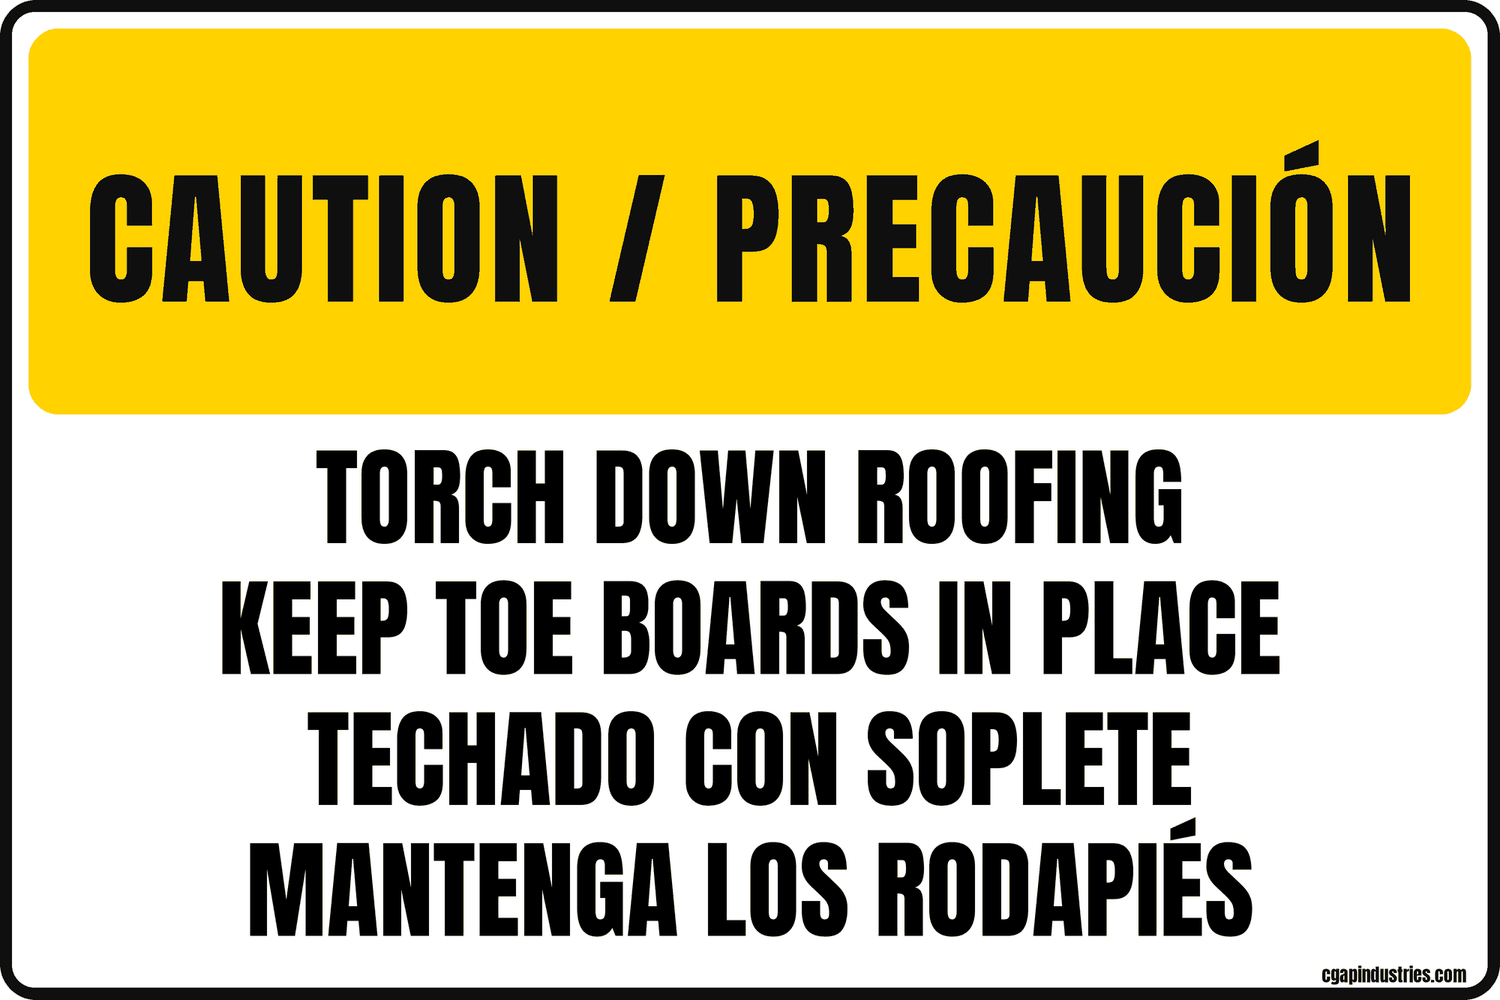 CAUTION / PRECAUCIÓN
TORCH DOWN ROOFING
KEEP TOE BOARDS IN PLACE
TECHADO CON SOPLETE
MANTENGA LOS RODAPIÉS
cgapindustries.com